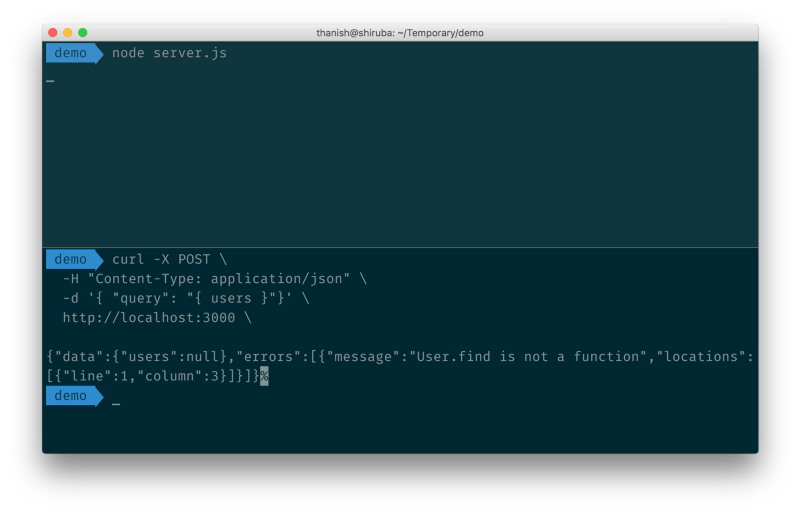 thanish@shiruba: ~/Temporary/demo
demo node server.js
_
demo curl -X POST \
-H "Content-Type: application/json" \
-d '{ "query": "{ users }"}' \
http://localhost:3000 \
{"data":{"users":null},"errors":[{"message":"User.find is not a function","locations":
[{"line":1,"column":3}]}]}%
demo _